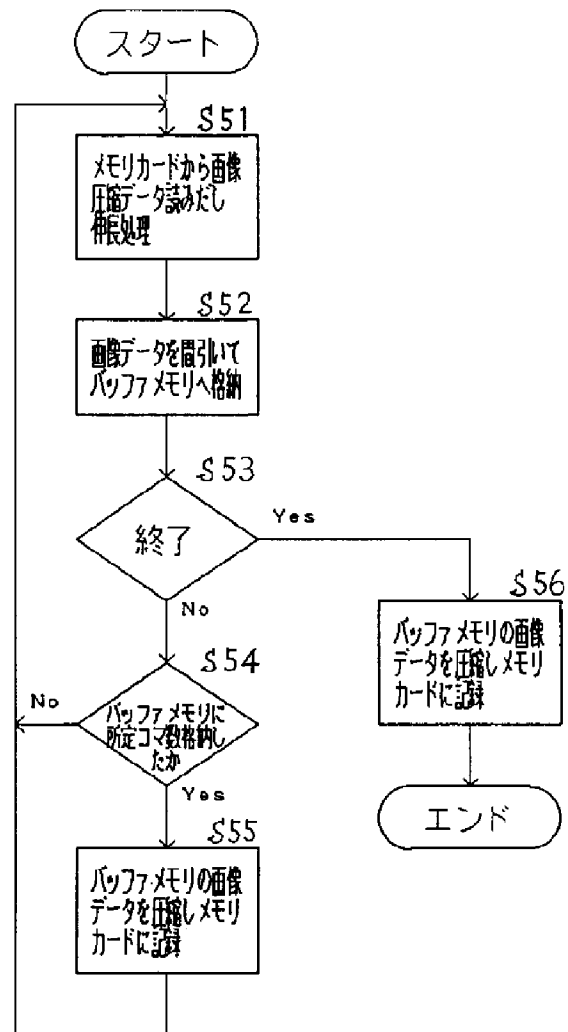 スタート
S51
メモリカードから画像
圧縮データ読みだし
伸長処理
S52
画像データを間引いて
バッファメモリへ格納
S53
終了
Yes
No
S56
バッファメモリの画像
データを圧縮しメモリ
カードに記録
エンド
S54
バッファメモリに
所定コマ数格納し
たか
No
Yes
S55
バッファメモリの画像
データを圧縮しメモリ
カードに記録